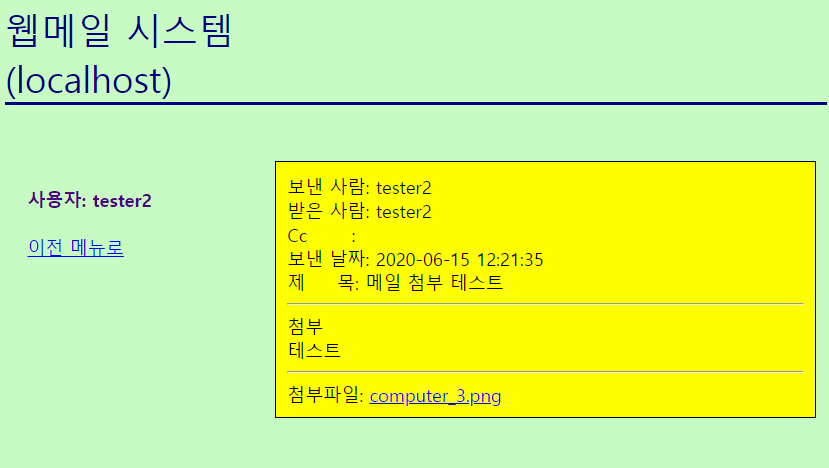 웹메일 시스템
(localhost)
사용자: tester2
이전 메뉴로
보낸 사람: tester2
받은 사람: tester2
Cc :
보낸 날짜: 2020-06-15 12:21:35
제 목: 메일 첨부 테스트
첨부
테스트
첨부파일: computer_3.png